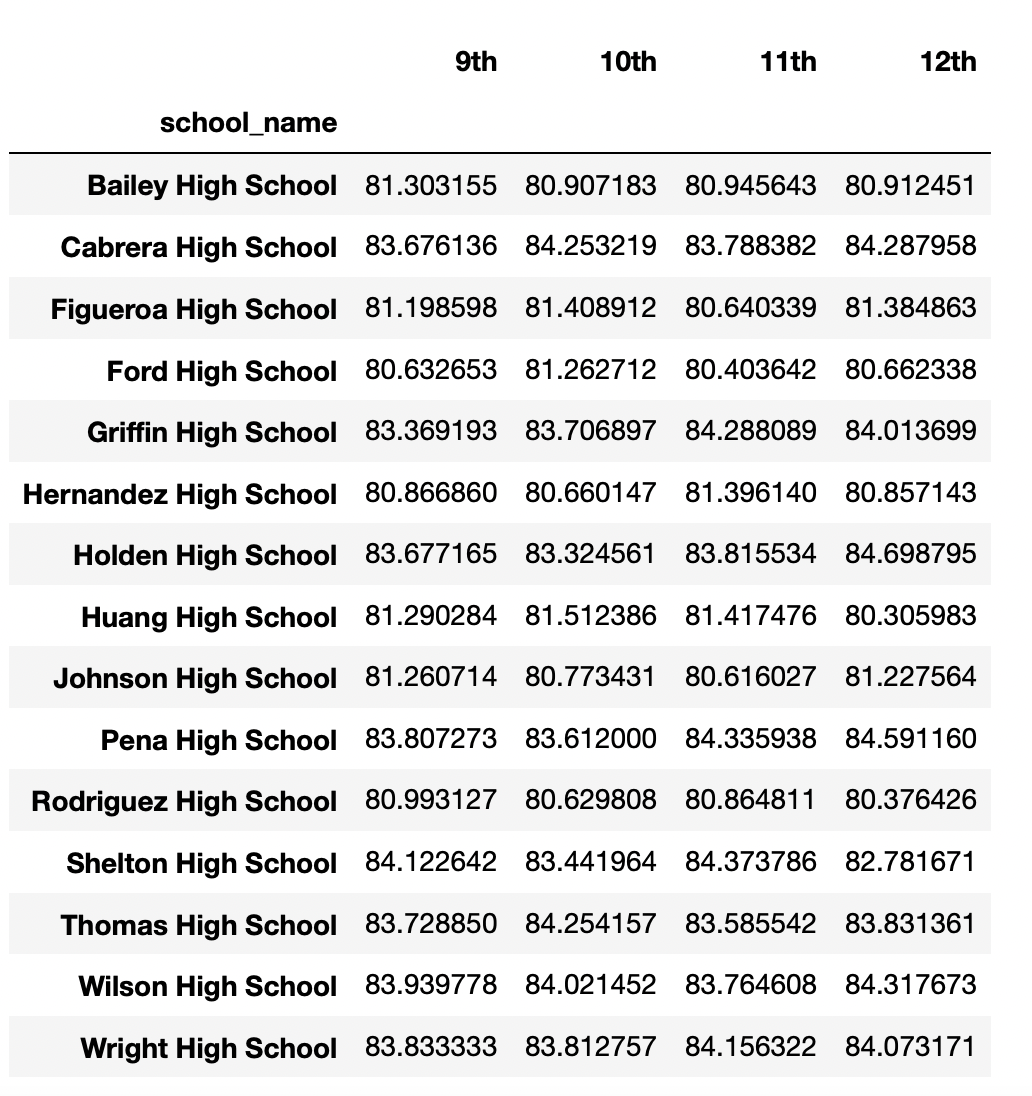 9th 10th 11th 12th
school_name
Bailey High School 81.303155 80.907183 80.945643 80.912451
Cabrera High School 83.676136 84.253219 83.788382 84.287958
Figueroa High School 81.198598 81.408912 80.640339 81.384863
Ford High School 80.632653 81.262712 80.403642 80.662338
Griffin High School 83.369193 83.706897 84.288089 84.013699
Hernandez High School 80.866860 80.660147 81.396140 80.857143
Holden High School 83.677165 83.324561 83.815534 84.698795
Huang High School 81.290284 81.512386 81.417476 80.305983
Johnson High School 81.260714 80.773431 80.616027 81.227564
Pena High School 83.807273 83.612000 84.335938 84.591160
Rodriguez High School 80.993127 80.629808 80.864811 80.376426
Shelton High School 84.122642 83.441964 84.373786 82.781671
Thomas High School 83.728850 84.254157 83.585542 83.831361
Wilson High School 83.939778 84.021452 83.764608 84.317673
Wright High School 83.833333 83.812757 84.156322 84.073171